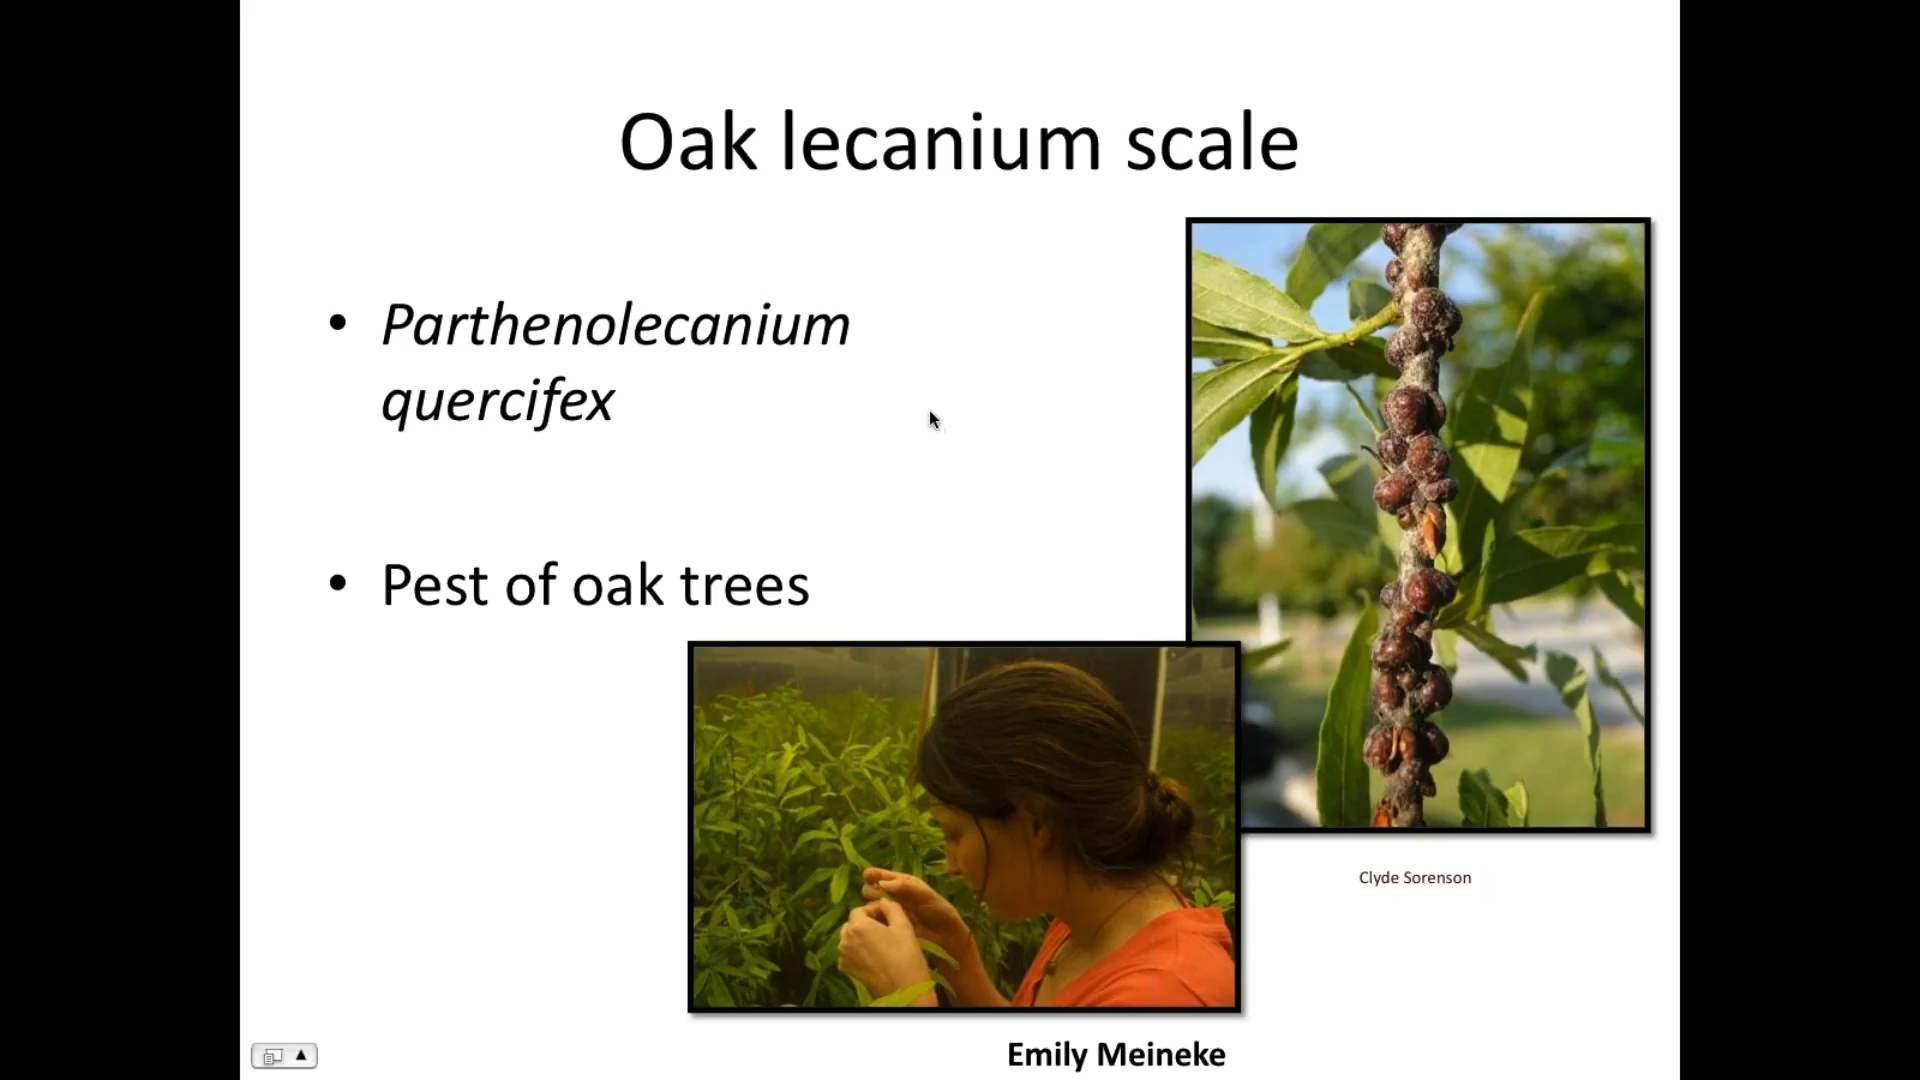 Oak lecanium scale
• Parthenolecanium
quercifex
• Pest of oak trees
Clyde Sorenson
Emily Meineke